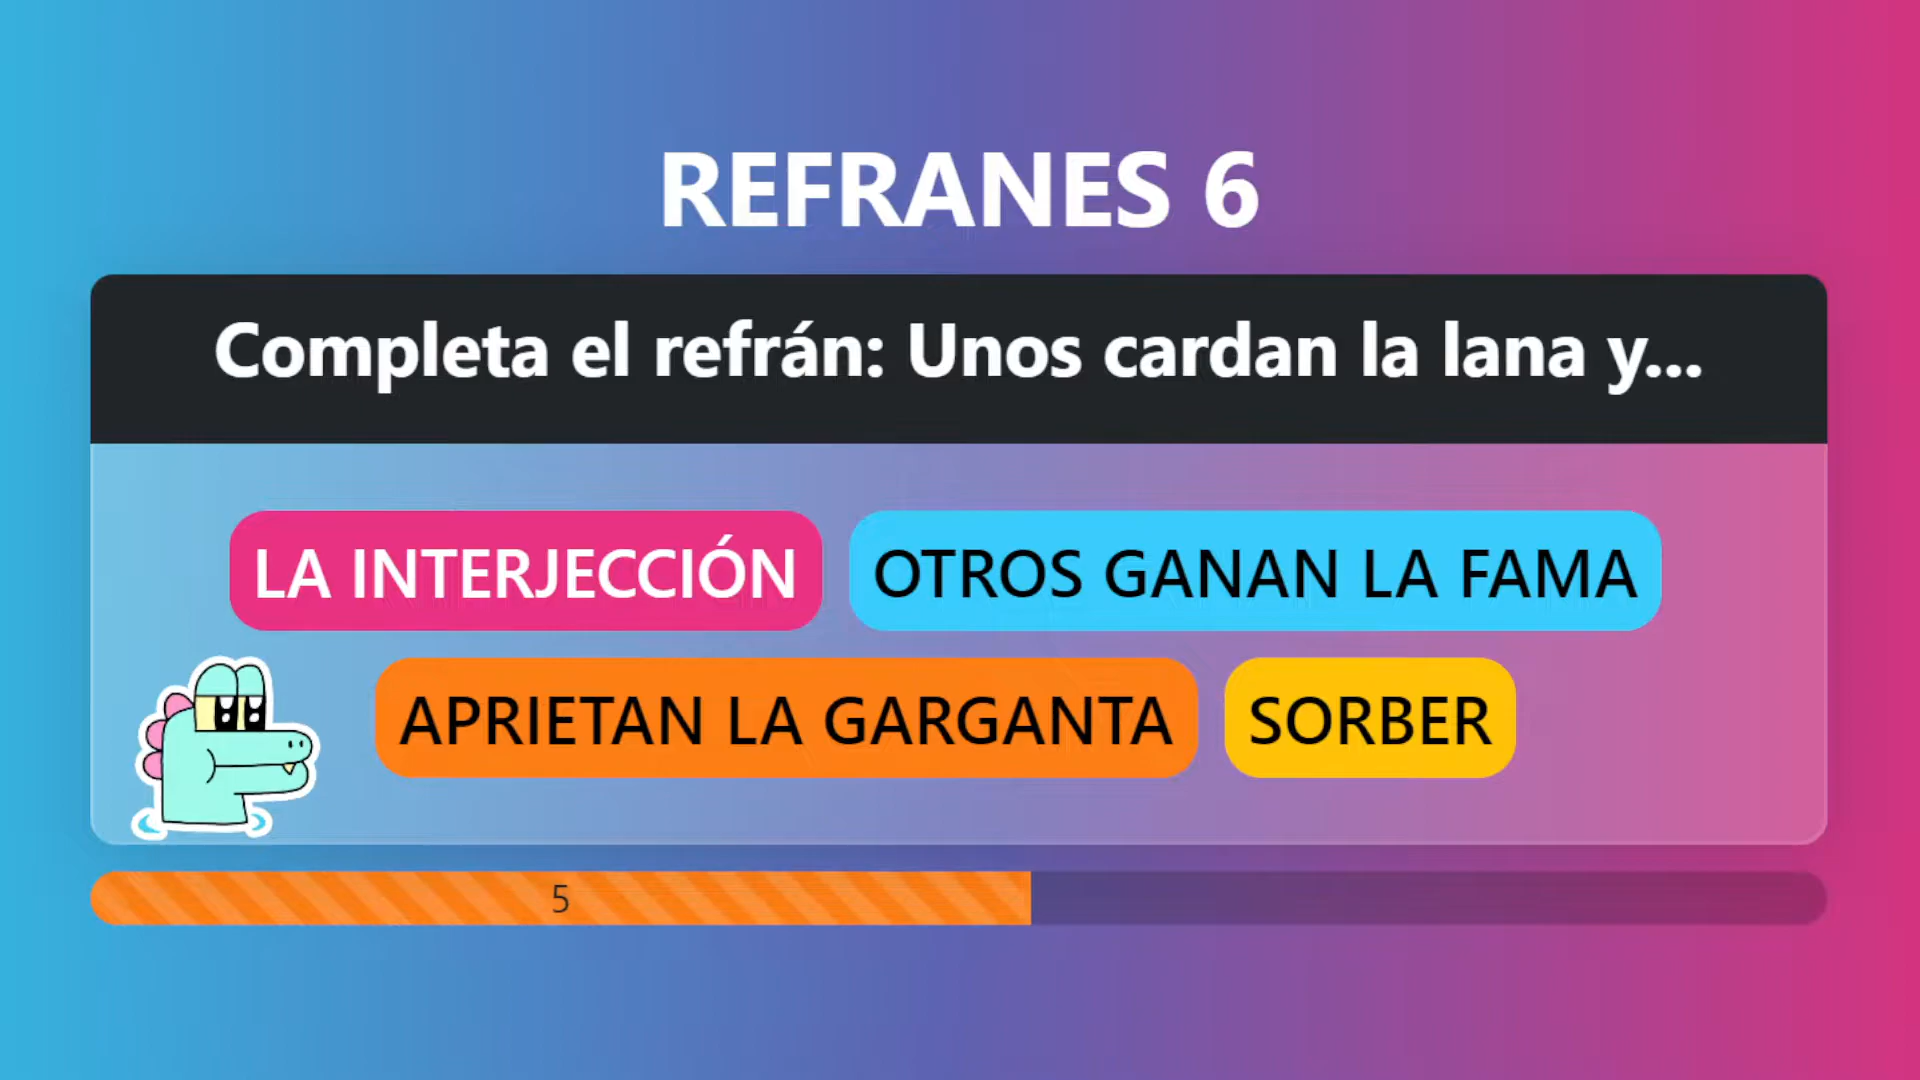 REFRANES 6
Completa el refrán: Unos cardan la lana y...
LA INTERJECCIÓN
OTROS GANAN LA FAMA
APRIETAN LA GARGANTA
SORBER
5